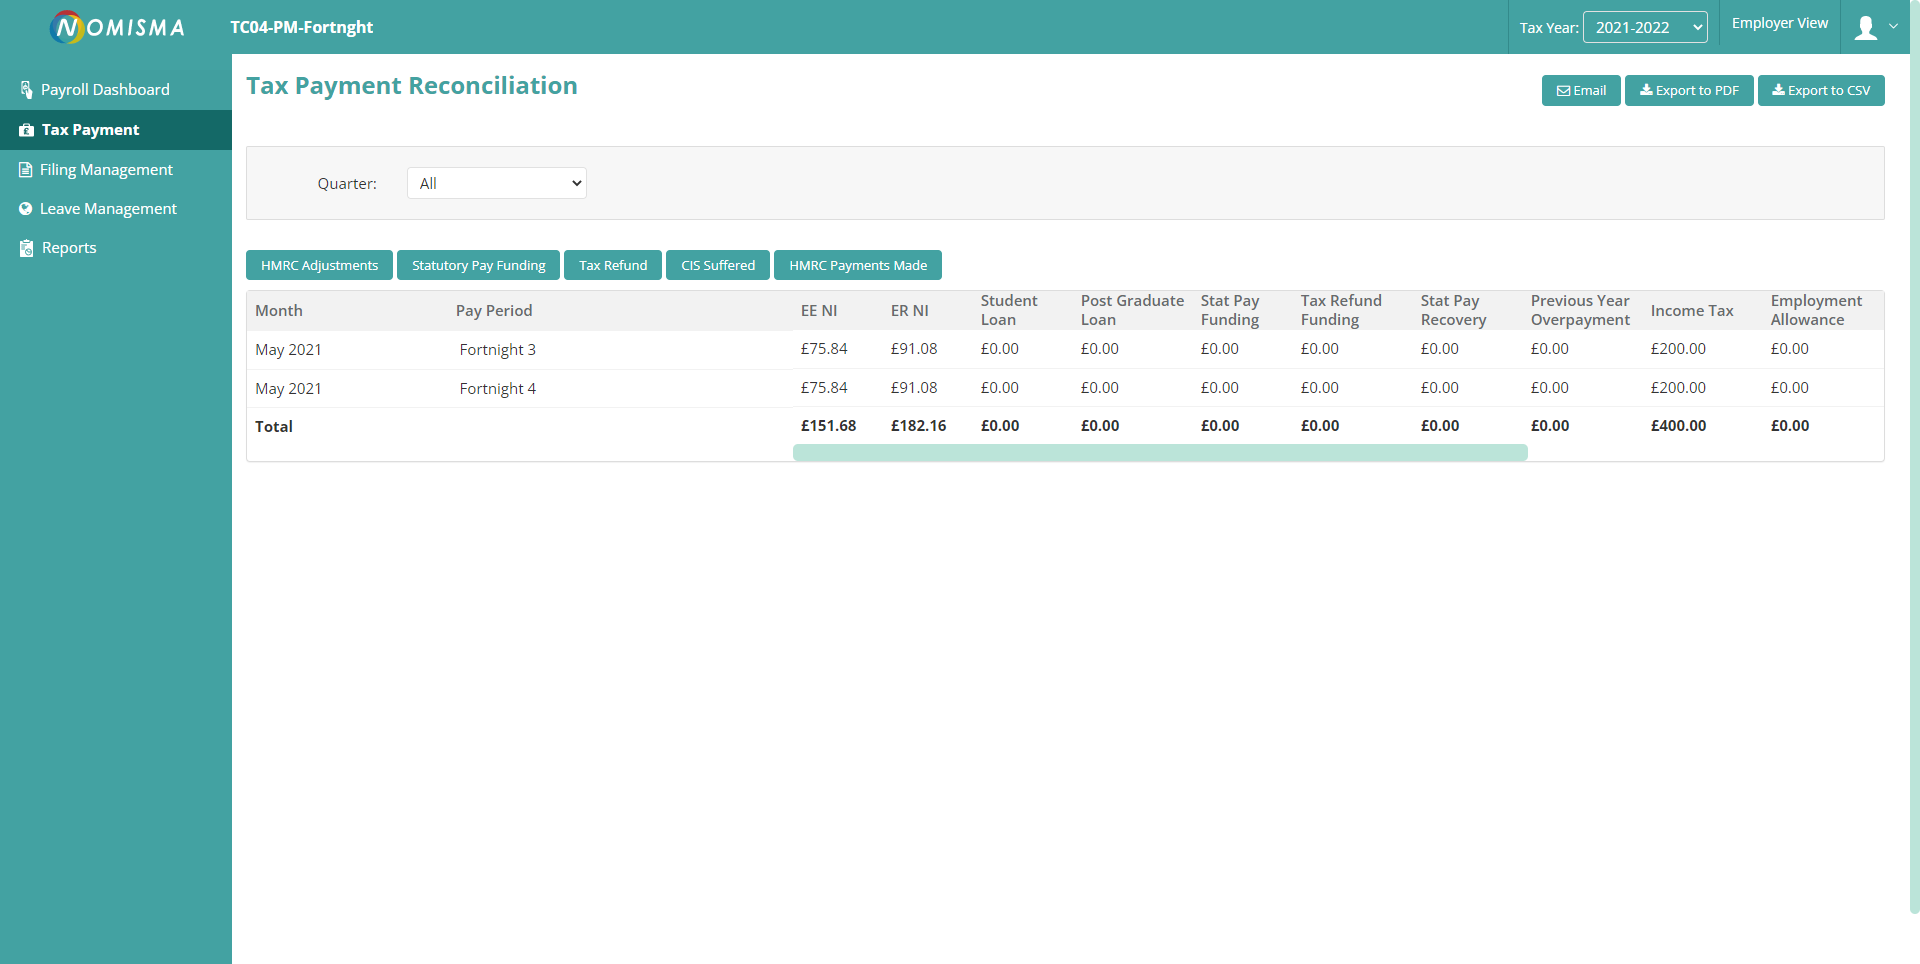 NOMISMA
TC04-PM-Fortnght
Tax Year: 2021-2022
Employer View
Payroll Dashboard
Tax Payment
Filing Management
Leave Management
Reports
Tax Payment Reconciliation
Email
Export to PDF
Export to CSV
Quarter: All
HMRC Adjustments
Statutory Pay Funding
Tax Refund
CIS Suffered
HMRC Payments Made
Month Pay Period EE NI ER NI Student Loan Post Graduate Loan Stat Pay Funding Tax Refund Funding Stat Pay Recovery Previous Year Overpayment Income Tax Employment Allowance
May 2021 Fortnight 3 £75.84 £91.08 £0.00 £0.00 £0.00 £0.00 £0.00 £0.00 £200.00 £0.00
May 2021 Fortnight 4 £75.84 £91.08 £0.00 £0.00 £0.00 £0.00 £0.00 £0.00 £200.00 £0.00
Total £151.68 £182.16 £0.00 £0.00 £0.00 £0.00 £0.00 £0.00 £400.00 £0.00